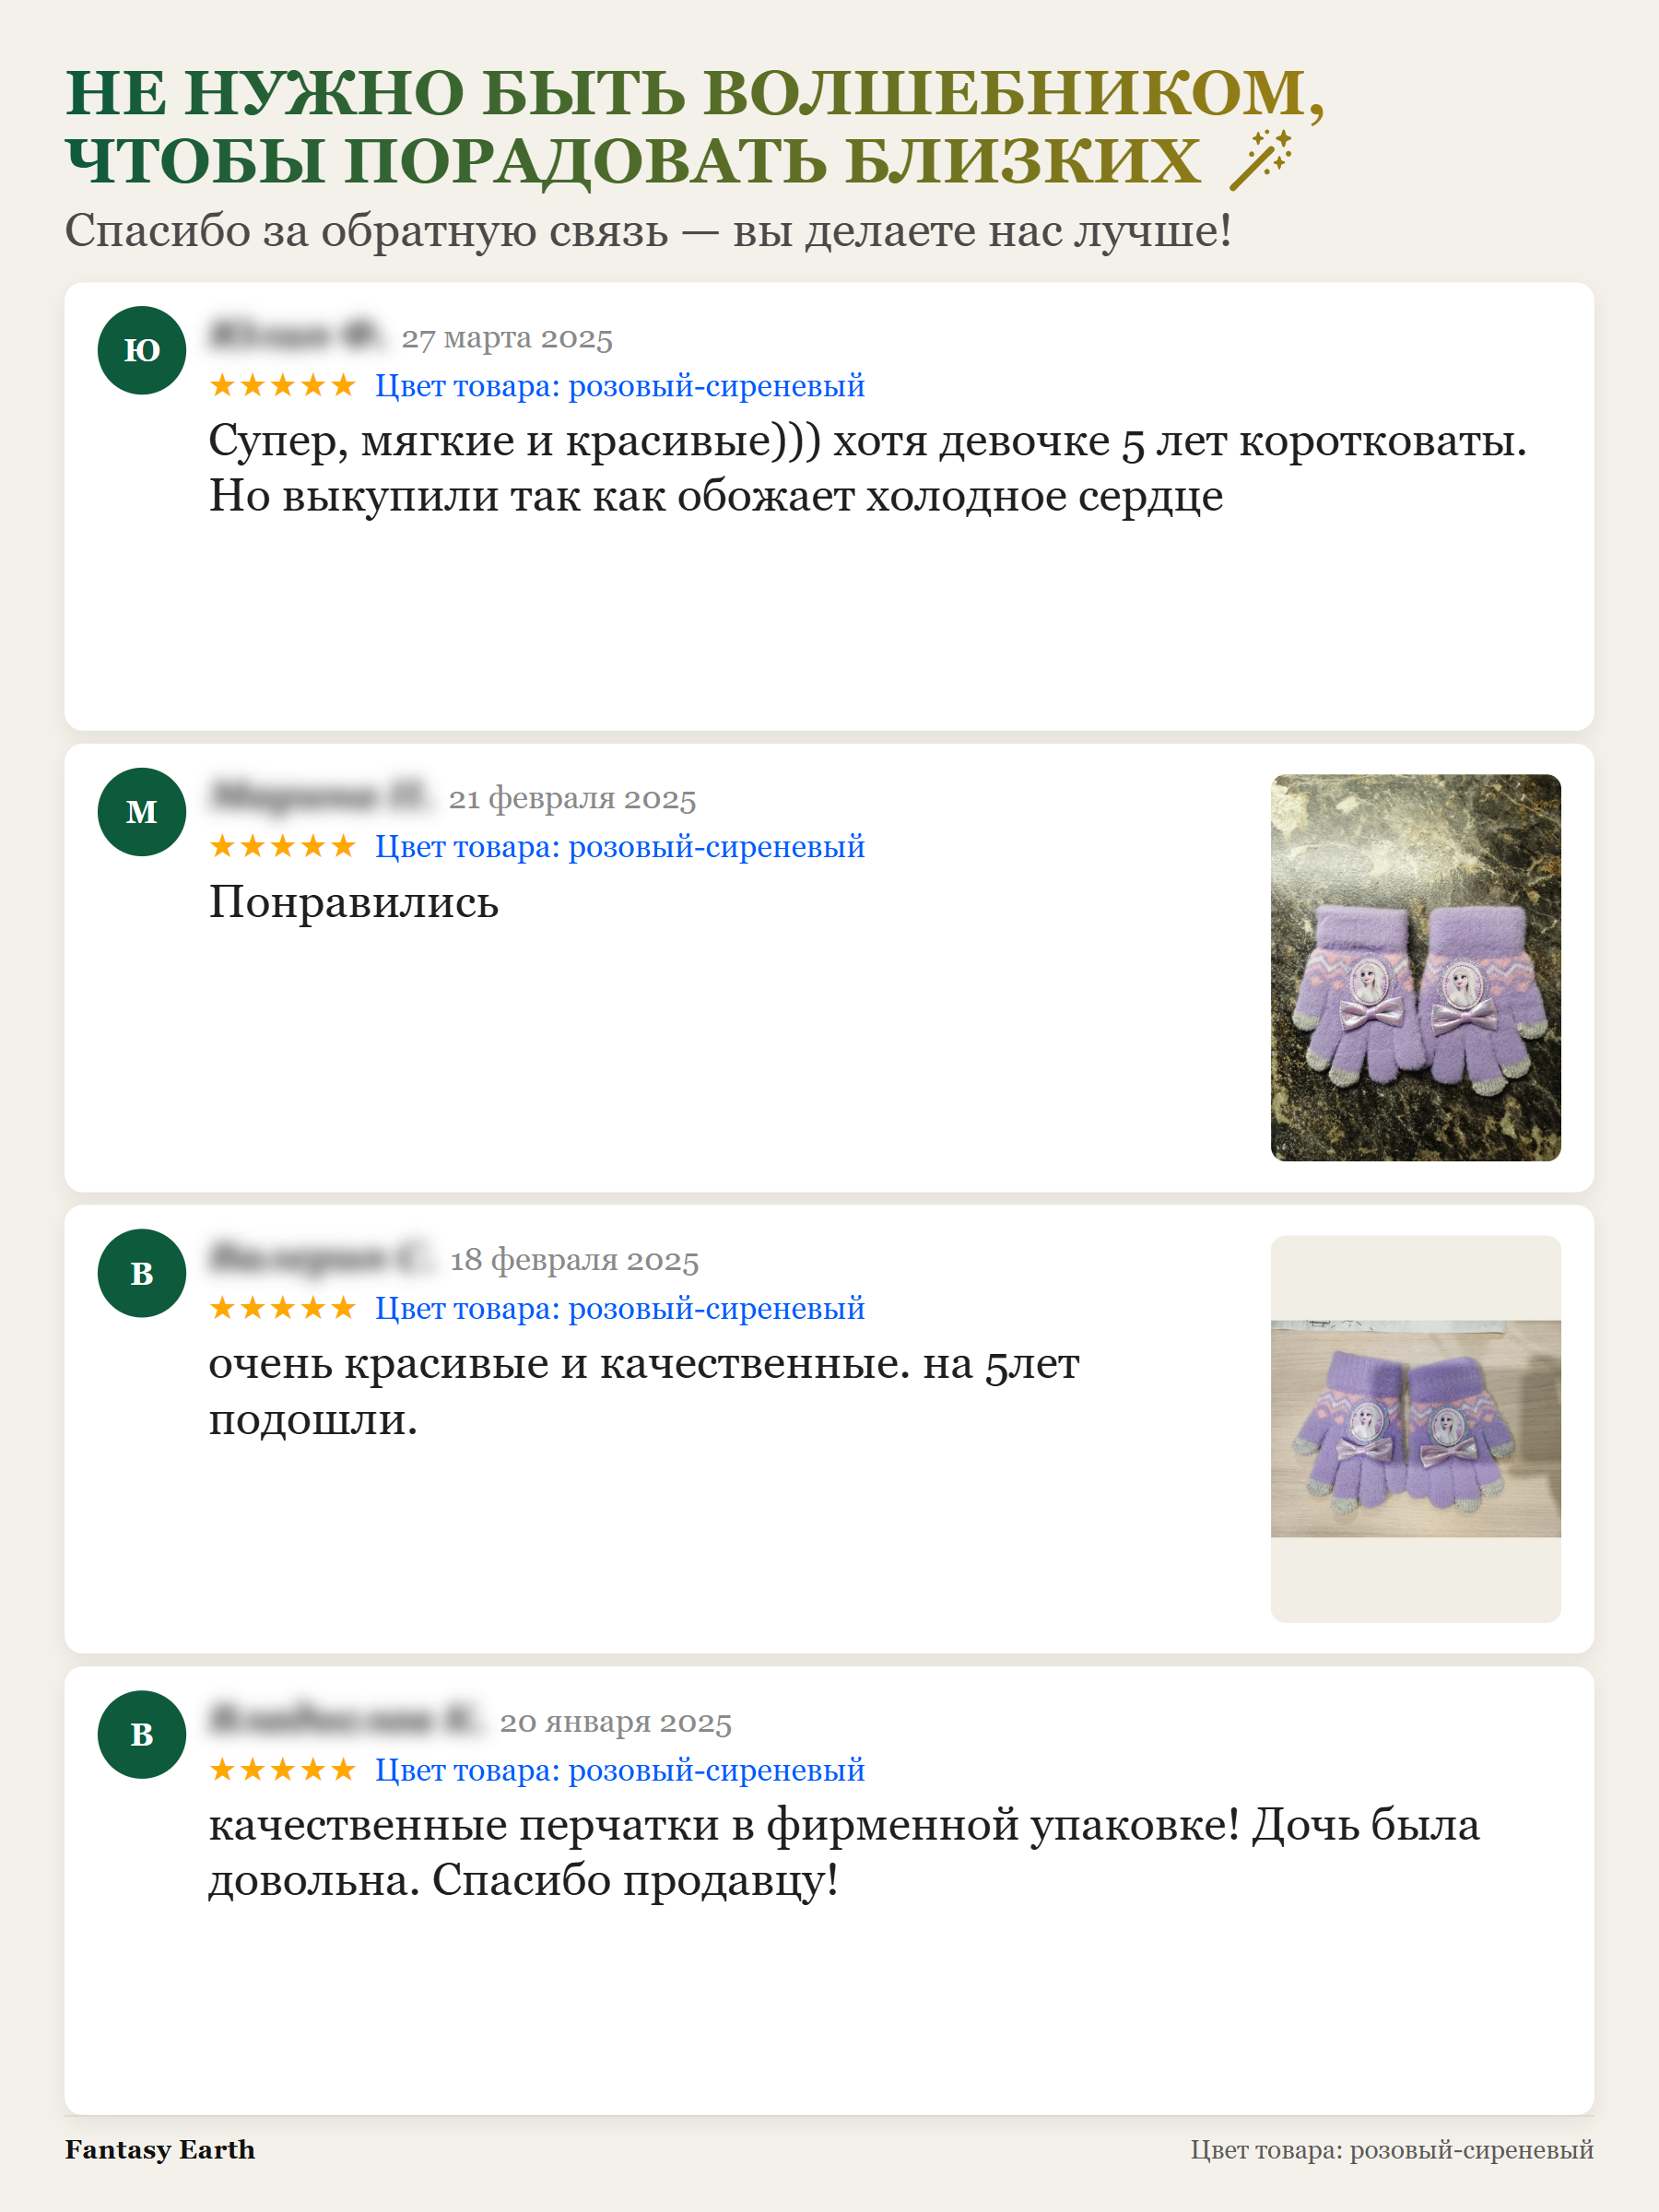 НЕ НУЖНО БЫТЬ ВОЛШЕБНИКОМ,
ЧТОБЫ ПОРАДОВАТЬ БЛИЗКИХ
Спасибо за обратную связь — вы делаете нас лучше!
Ю
27 марта 2025
★★★★★ Цвет товара: розовый-сиреневый
Супер, мягкие и красивые))) хотя девочке 5 лет коротковаты.
Но выкупили так как обожает холодное сердце
М
21 февраля 2025
★★★★★ Цвет товара: розовый-сиреневый
Понравились
В
18 февраля 2025
★★★★★ Цвет товара: розовый-сиреневый
очень красивые и качественные. на 5лет
подошли.
В
20 января 2025
★★★★★ Цвет товара: розовый-сиреневый
качественные перчатки в фирменной упаковке! Дочь была
довольна. Спасибо продавцу!
Fantasy Earth
Цвет товара: розовый-сиреневый